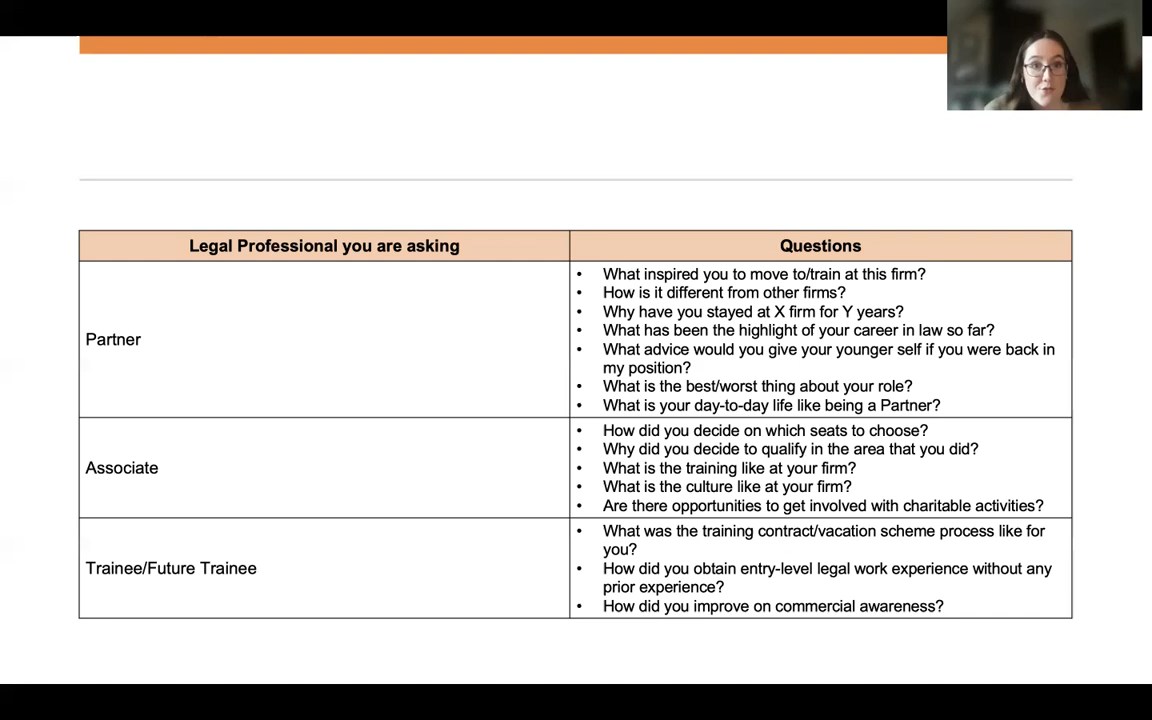 Legal Professional you are asking
Questions
Partner
• What inspired you to move to/train at this firm?
• How is it different from other firms?
• Why have you stayed at X firm for Y years?
• What has been the highlight of your career in law so far?
• What advice would you give your younger self if you were back in
my position?
• What is the best/worst thing about your role?
• What is your day-to-day life like being a Partner?
Associate
• How did you decide on which seats to choose?
• Why did you decide to qualify in the area that you did?
• What is the training like at your firm?
• What is the culture like at your firm?
• Are there opportunities to get involved with charitable activities?
Trainee/Future Trainee
• What was the training contract/vacation scheme process like for
you?
• How did you obtain entry-level legal work experience without any
prior experience?
• How did you improve on commercial awareness?